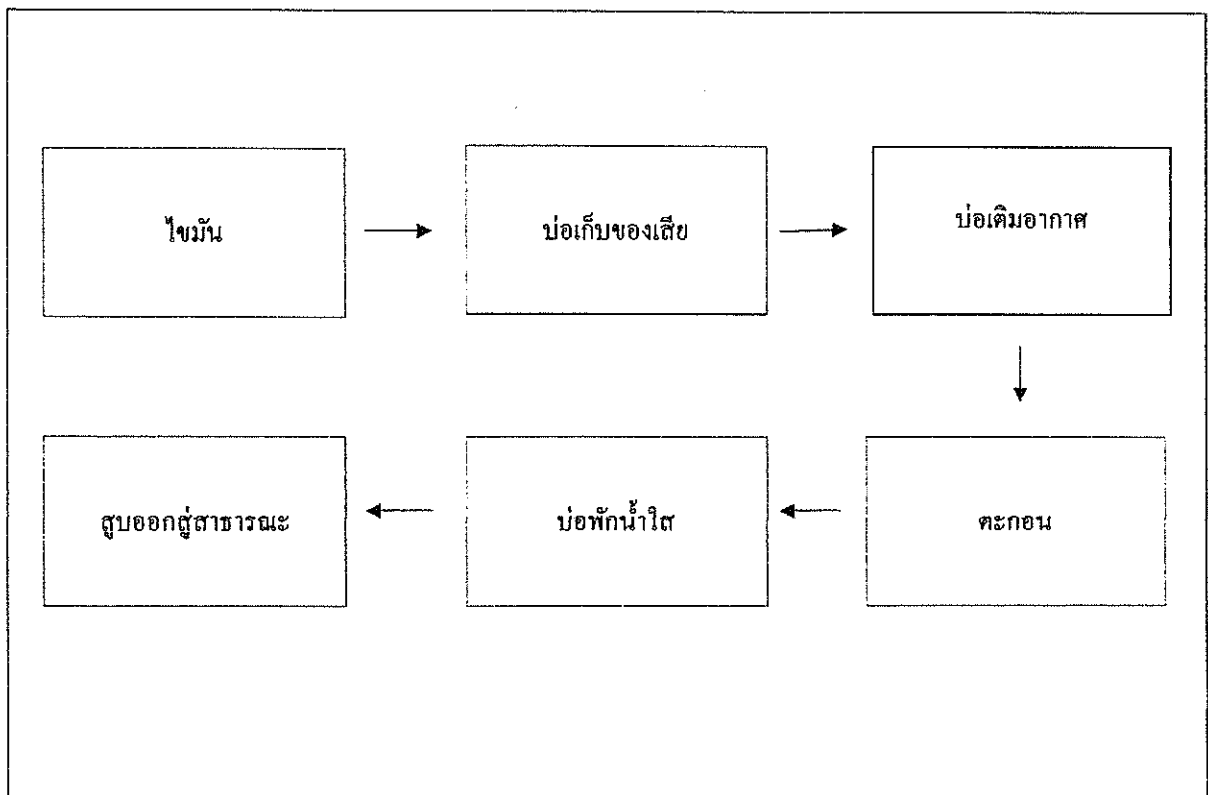 ไขมัน
บ่อเก็บของเสีย
บ่อเติมอากาศ
ตะกอน
บ่อพักน้ำใส
สูบออกสู่สาธารณะ